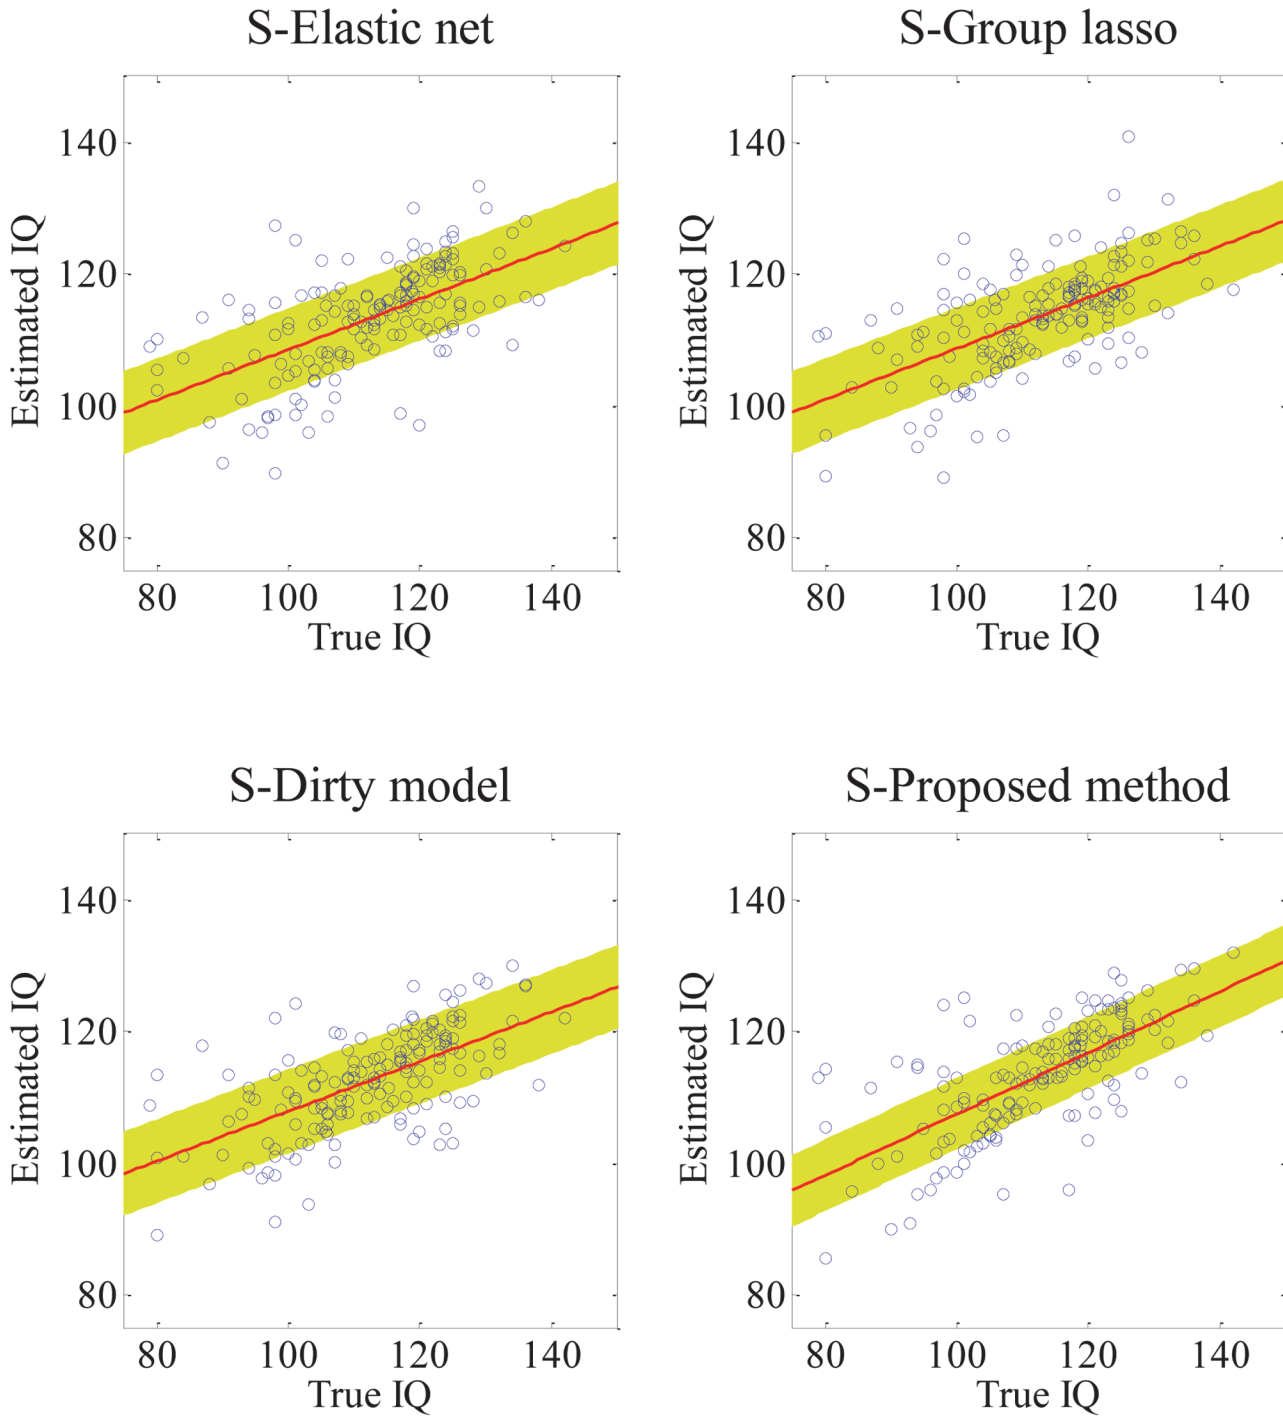 S-Elastic net
140
120
100
80
80 100 120 140
Estimated IQ
True IQ
S-Group lasso
140
120
100
80
80 100 120 140
Estimated IQ
True IQ
S-Dirty model
140
120
100
80
80 100 120 140
Estimated IQ
True IQ
S-Proposed method
140
120
100
80
80 100 120 140
Estimated IQ
True IQ